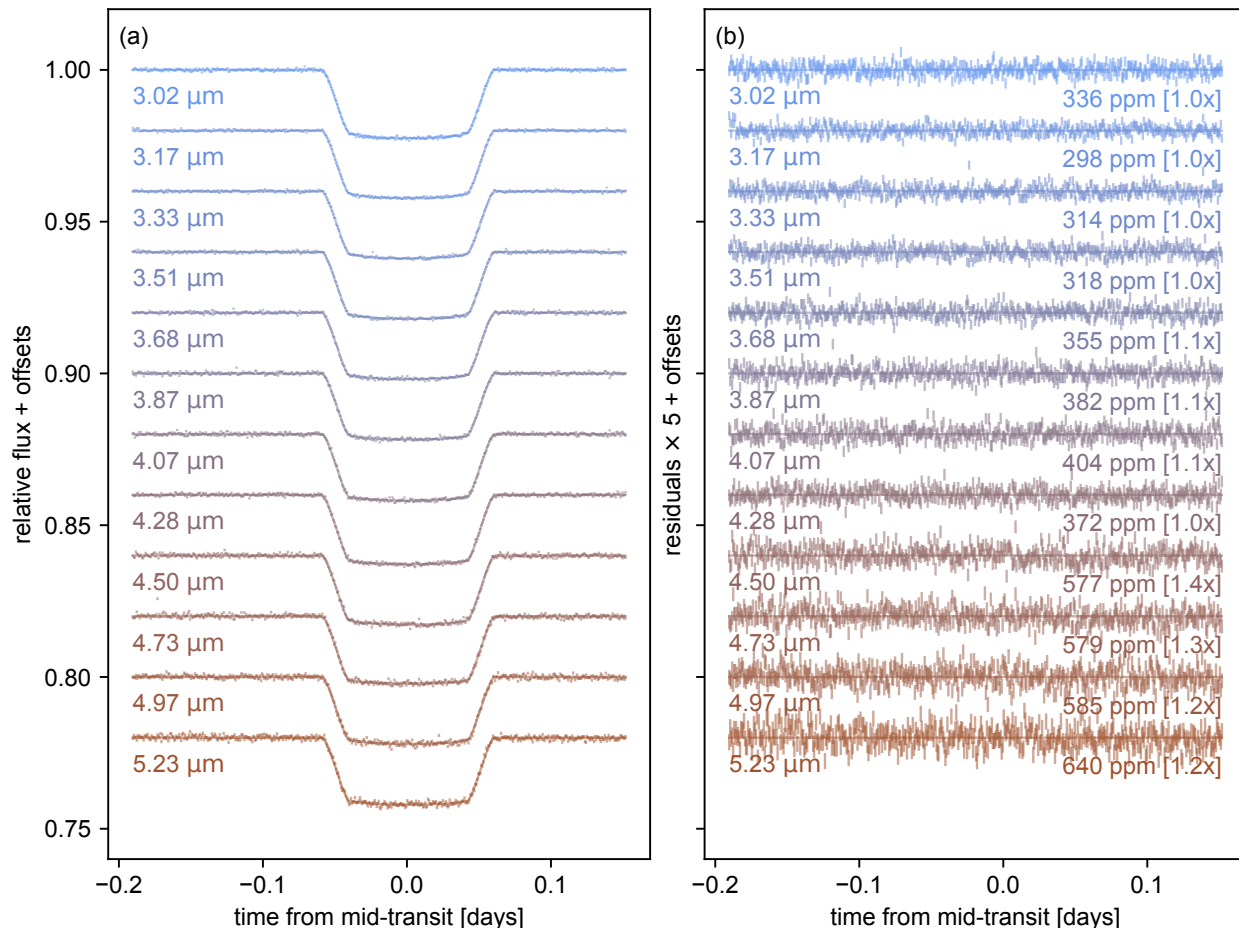 (a)
1.00
0.95
0.90
0.85
0.80
0.75
relative flux + offsets
3.02 µm
3.17 µm
3.33 µm
3.51 µm
3.68 µm
3.87 µm
4.07 µm
4.28 µm
4.50 µm
4.73 µm
4.97 µm
5.23 µm
−0.2
−0.1
0.0
0.1
time from mid-transit [days]
(b)
residuals × 5 + offsets
3.02 µm
336 ppm [1.0x]
3.17 µm
298 ppm [1.0x]
3.33 µm
314 ppm [1.0x]
3.51 µm
318 ppm [1.0x]
3.68 µm
355 ppm [1.1x]
3.87 µm
382 ppm [1.1x]
4.07 µm
404 ppm [1.1x]
4.28 µm
372 ppm [1.0x]
4.50 µm
577 ppm [1.4x]
4.73 µm
579 ppm [1.3x]
4.97 µm
585 ppm [1.2x]
5.23 µm
640 ppm [1.2x]
−0.2
−0.1
0.0
0.1
time from mid-transit [days]